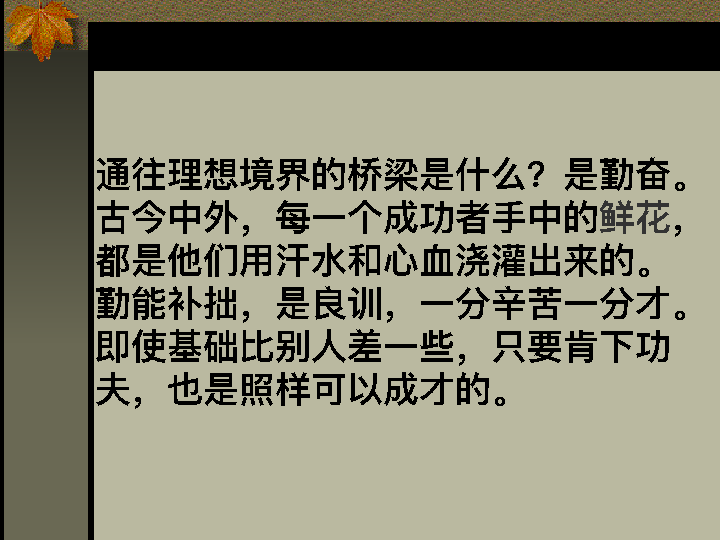 通往理想境界的桥梁是什么？是勤奋。
古今中外，每一个成功者手中的鲜花，
都是他们用汗水和心血浇灌出来的。
勤能补拙，是良训，一分辛苦一分才。
即使基础比别人差一些，只要肯下功
夫，也是照样可以成才的。